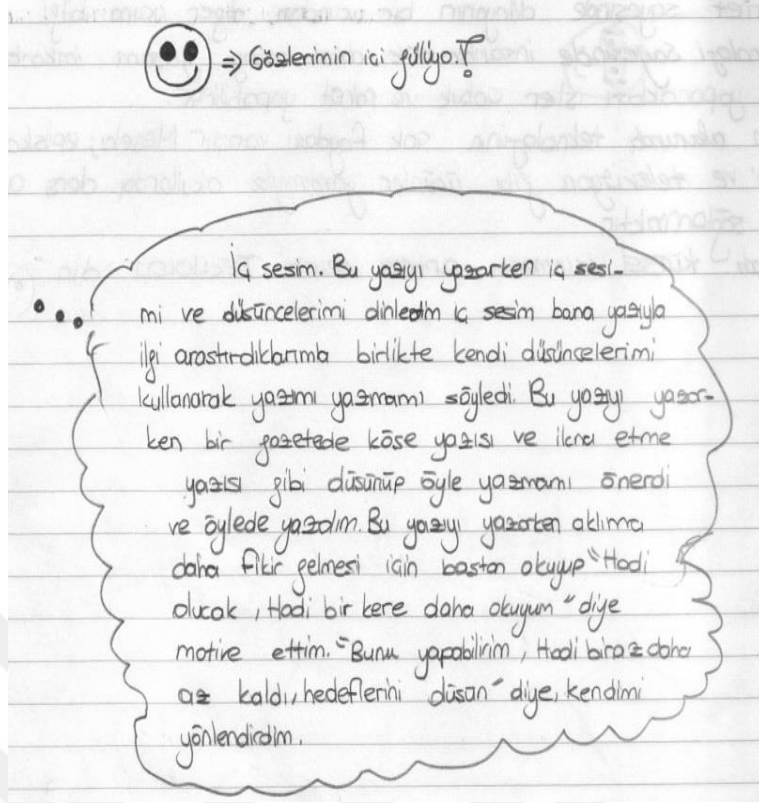 => Gözlerimin içi gülüyo.!
İç sesim. Bu yazıyı yazarken iç sesi-
mi ve düşüncelerimi dinledim iç sesim bana yazıyla
ilgi araştırdıklarımla birlikte kendi düşüncelerimi
kullanarak yazımı yazmamı söyledi. Bu yazıyı yazar-
ken bir gazetede köşe yazısı ve ikna etme
yazısı gibi düşünüp öyle yazmamı önerdi
ve öylede yazdım. Bu yazıyı yazarken aklıma
daha fikir gelmesi için baştan okuyup "Hadi
olucak, Hadi bir kere daha okuyum" diye
motive ettim. "Bunu yapabilirim, Hadi biraz daha
az kaldı, hedeflerini düşün" diye, kendimi
yönlendirdim.